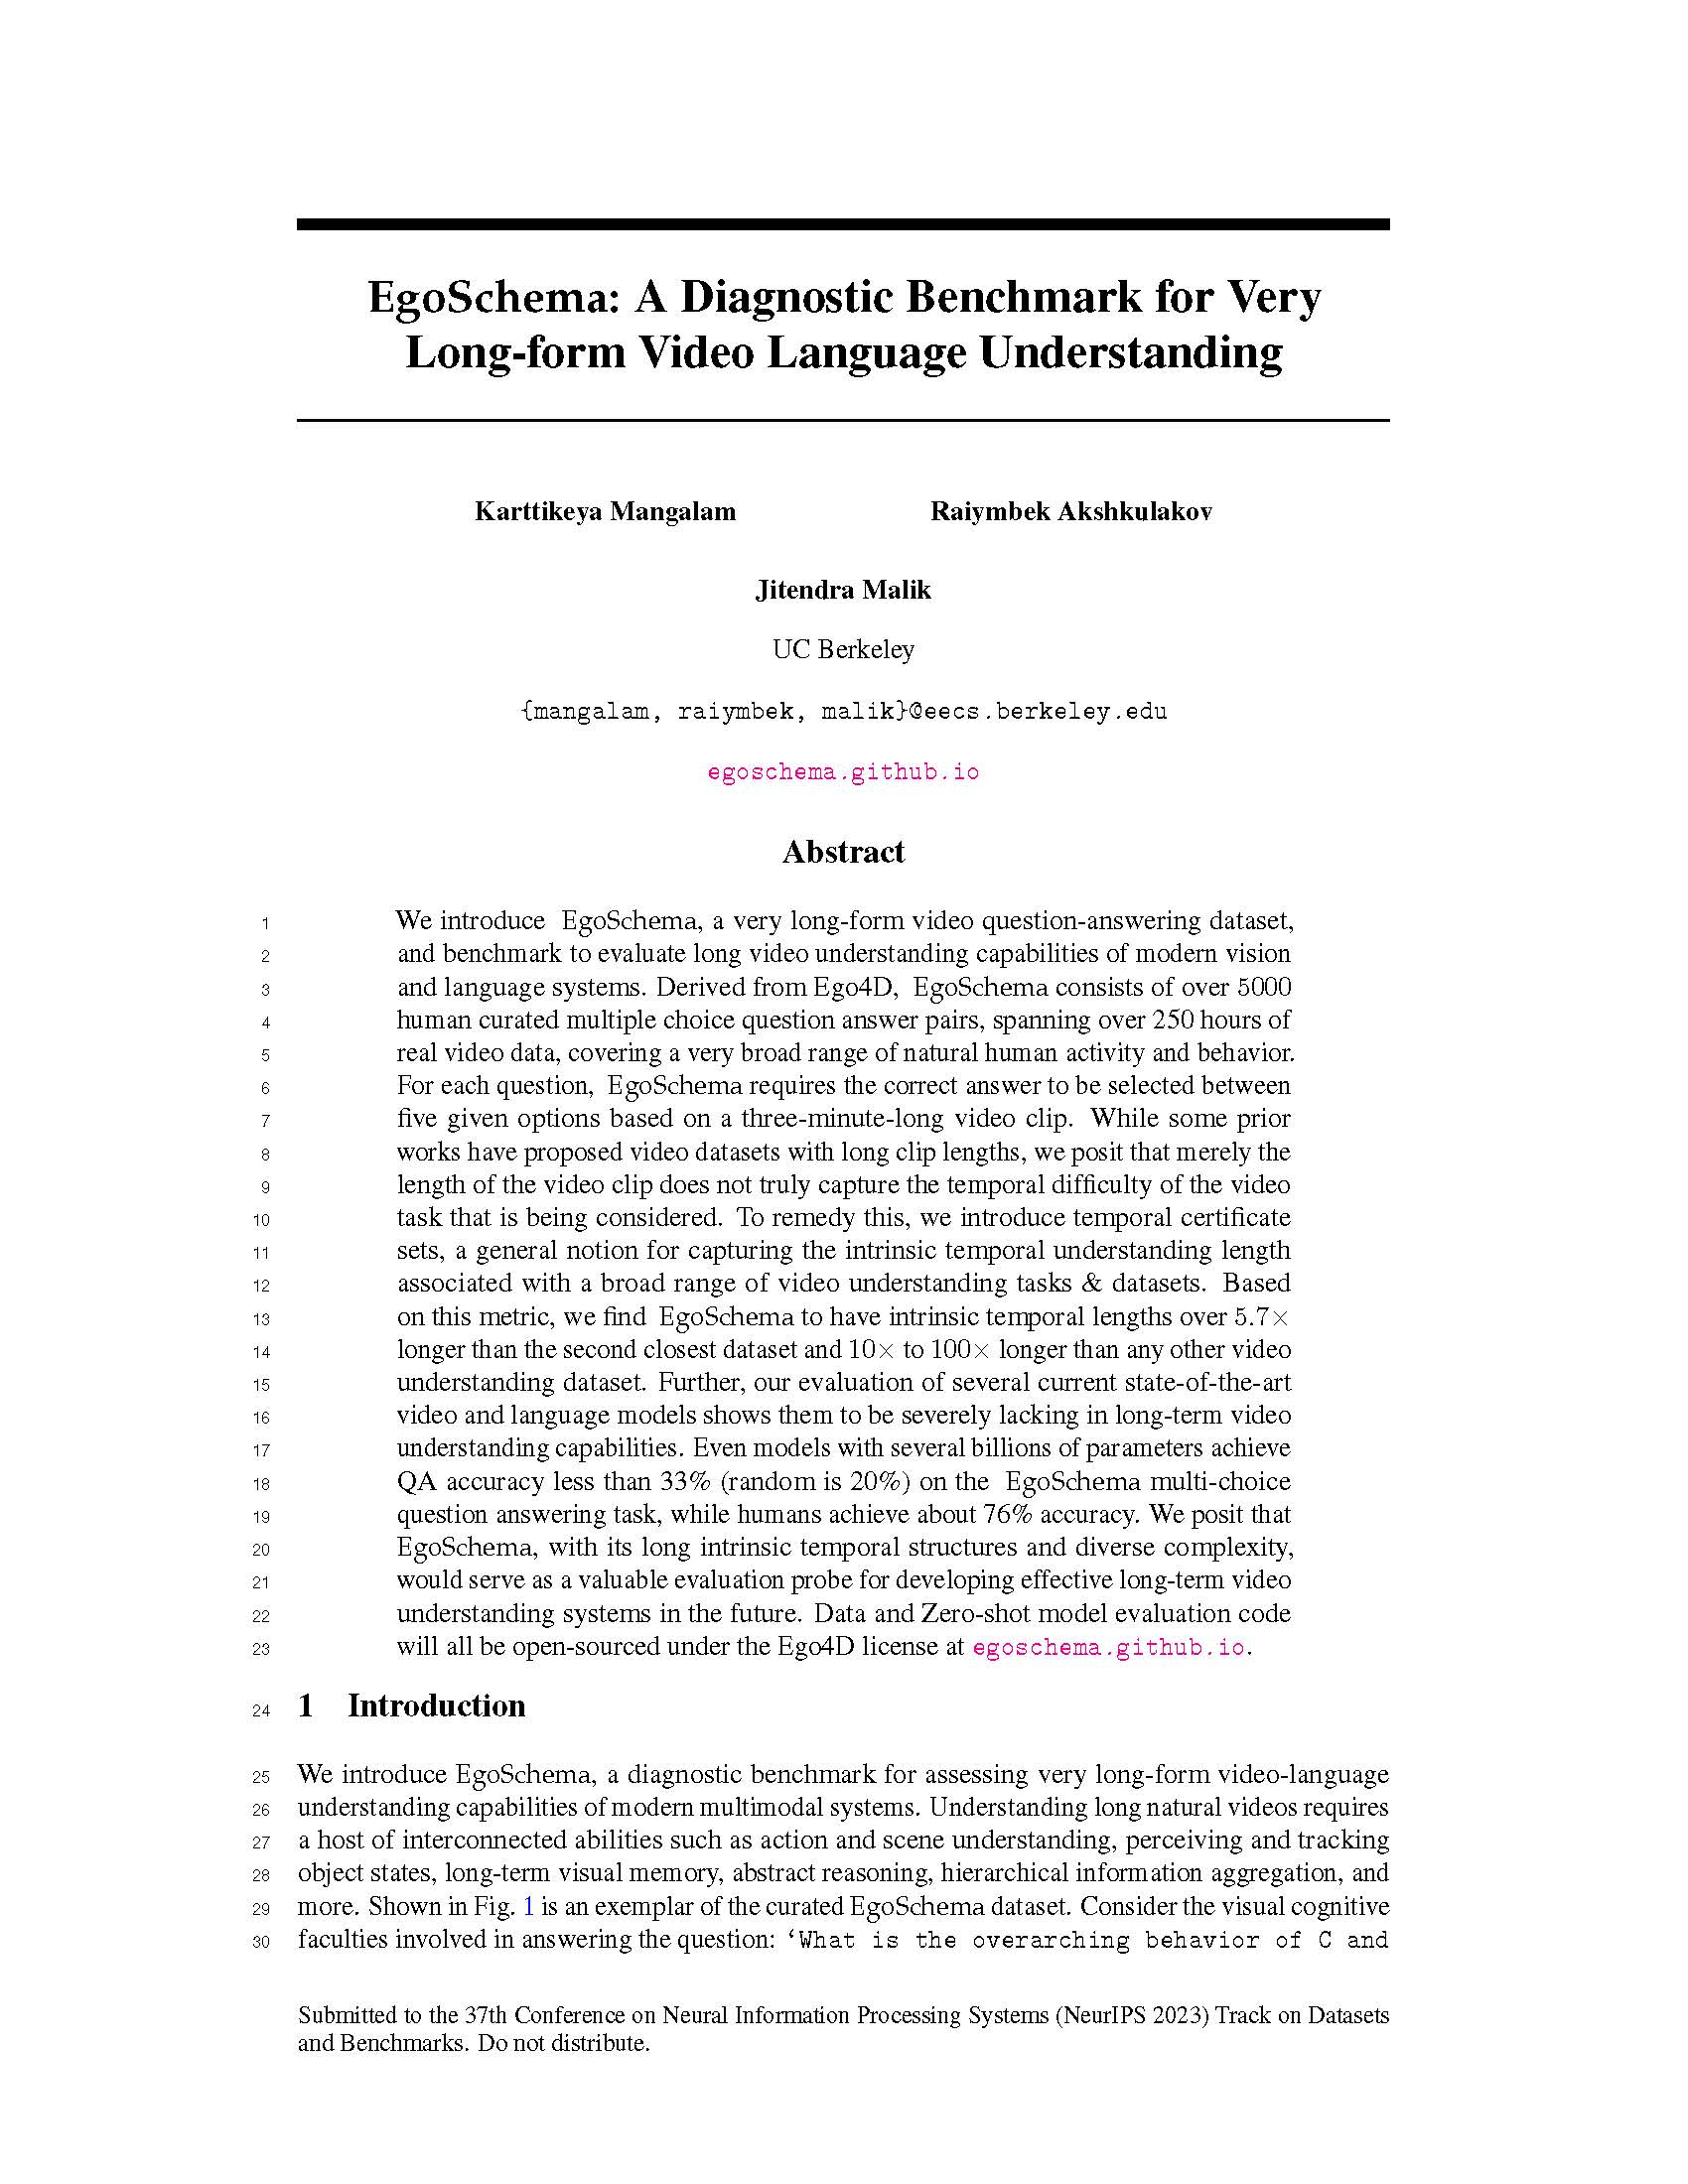 EgoSchema: A Diagnostic Benchmark for Very
Long-form Video Language Understanding
Karttikeya Mangalam Raiymbek Akshkulakov
Jitendra Malik
UC Berkeley
{mangalam, raiymbek, malik}@eecs.berkeley.edu
egoschema.github.io
Abstract
1 We introduce EgoSchema, a very long-form video question-answering dataset,
2 and benchmark to evaluate long video understanding capabilities of modern vision
3 and language systems. Derived from Ego4D, EgoSchema consists of over 5000
4 human curated multiple choice question answer pairs, spanning over 250 hours of
5 real video data, covering a very broad range of natural human activity and behavior.
6 For each question, EgoSchema requires the correct answer to be selected between
7 five given options based on a three-minute-long video clip. While some prior
8 works have proposed video datasets with long clip lengths, we posit that merely the
9 length of the video clip does not truly capture the temporal difficulty of the video
10 task that is being considered. To remedy this, we introduce temporal certificate
11 sets, a general notion for capturing the intrinsic temporal understanding length
12 associated with a broad range of video understanding tasks & datasets. Based
13 on this metric, we find EgoSchema to have intrinsic temporal lengths over 5.7×
14 longer than the second closest dataset and 10× to 100× longer than any other video
15 understanding dataset. Further, our evaluation of several current state-of-the-art
16 video and language models shows them to be severely lacking in long-term video
17 understanding capabilities. Even models with several billions of parameters achieve
18 QA accuracy less than 33% (random is 20%) on the EgoSchema multi-choice
19 question answering task, while humans achieve about 76% accuracy. We posit that
20 EgoSchema, with its long intrinsic temporal structures and diverse complexity,
21 would serve as a valuable evaluation probe for developing effective long-term video
22 understanding systems in the future. Data and Zero-shot model evaluation code
23 will all be open-sourced under the Ego4D license at egoschema.github.io.
24 1 Introduction
25 We introduce EgoSchema, a diagnostic benchmark for assessing very long-form video-language
26 understanding capabilities of modern multimodal systems. Understanding long natural videos requires
27 a host of interconnected abilities such as action and scene understanding, perceiving and tracking
28 object states, long-term visual memory, abstract reasoning, hierarchical information aggregation, and
29 more. Shown in Fig. 1 is an exemplar of the curated EgoSchema dataset. Consider the visual cognitive
30 faculties involved in answering the question: ‘What is the overarching behavior of C and
Submitted to the 37th Conference on Neural Information Processing Systems (NeurIPS 2023) Track on Datasets
and Benchmarks. Do not distribute.